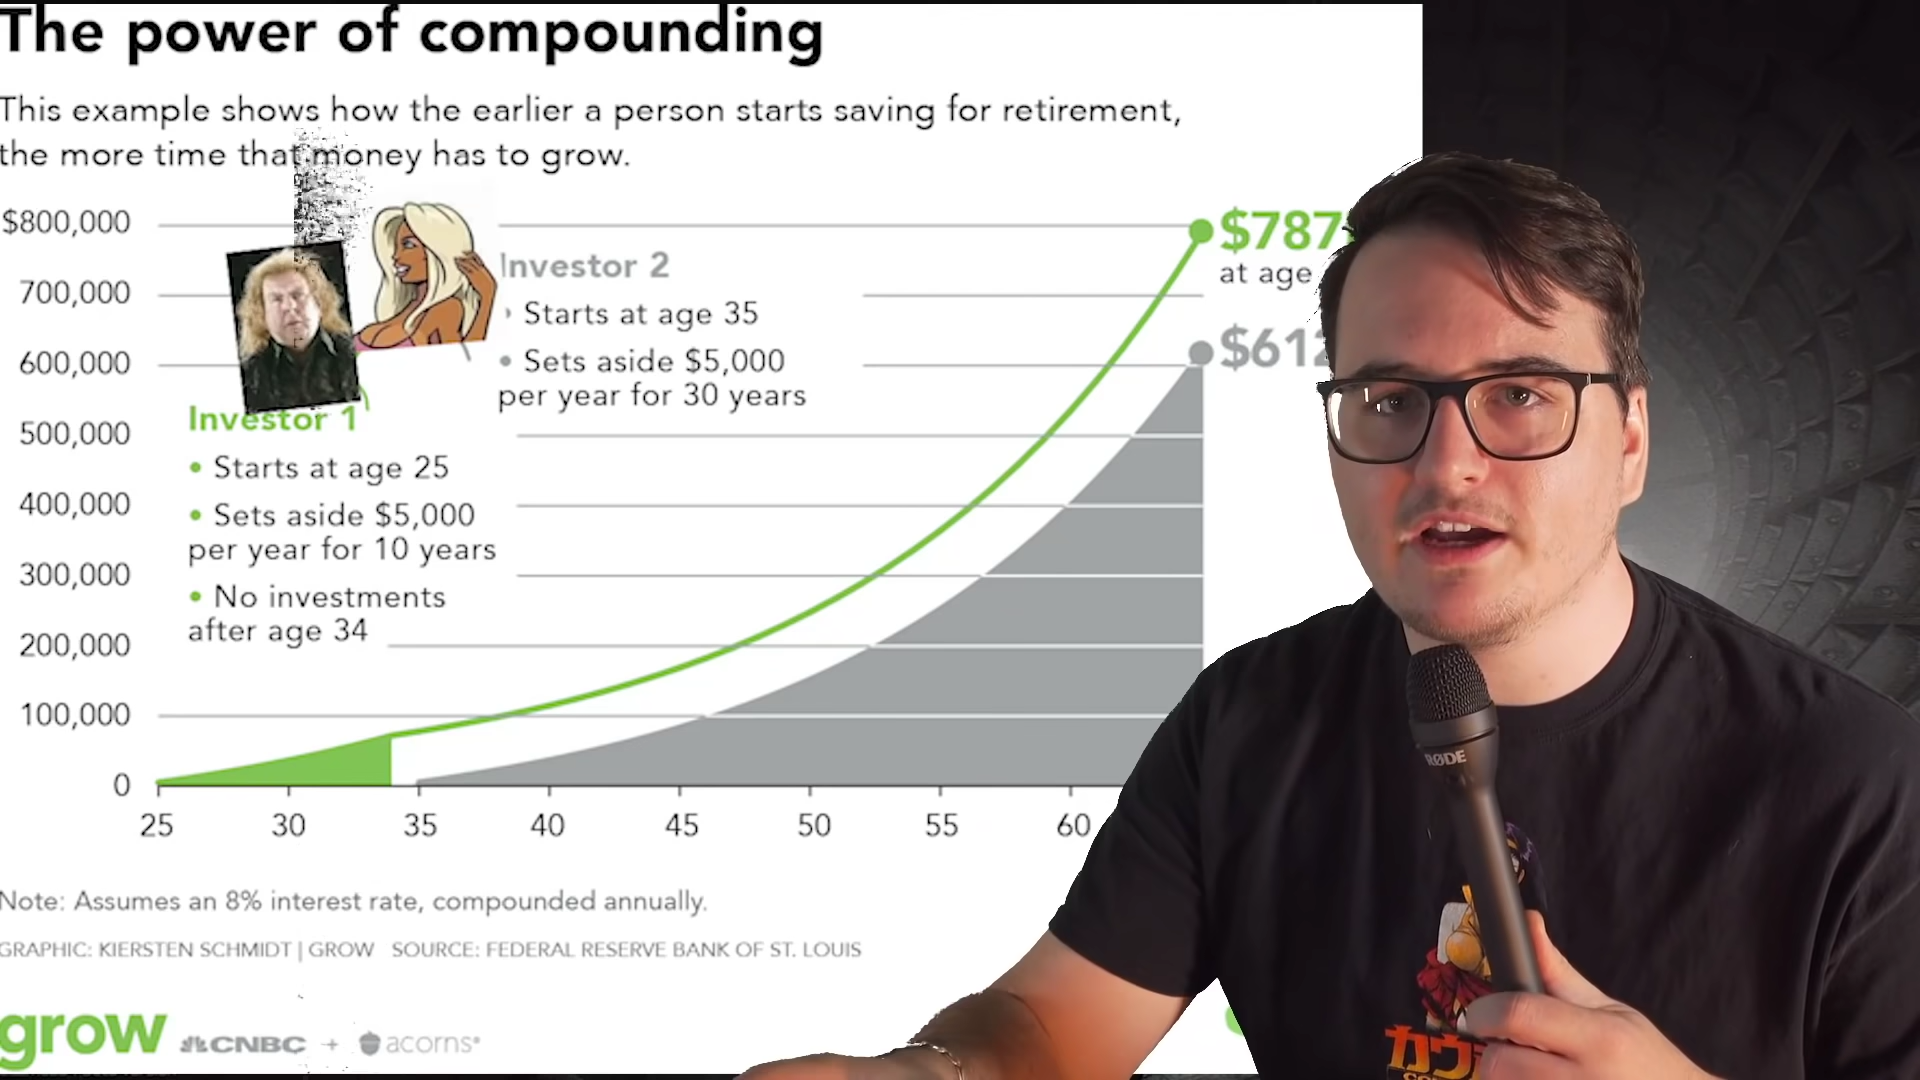 The power of compounding
This example shows how the earlier a person starts saving for retirement,
the more time that money has to grow.
$800,000
700,000
600,000
500,000
400,000
300,000
200,000
100,000
0
Investor 1
• Starts at age 25
• Sets aside $5,000
per year for 10 years
• No investments
after age 34
Investor 2
• Starts at age 35
• Sets aside $5,000
per year for 30 years
$787
at age
$612
25 30 35 40 45 50 55 60
Note: Assumes an 8% interest rate, compounded annually.
GRAPHIC: KIERSTEN SCHMIDT | GROW SOURCE: FEDERAL RESERVE BANK OF ST. LOUIS
grow CNBC + acorns®
RØDE
カウ